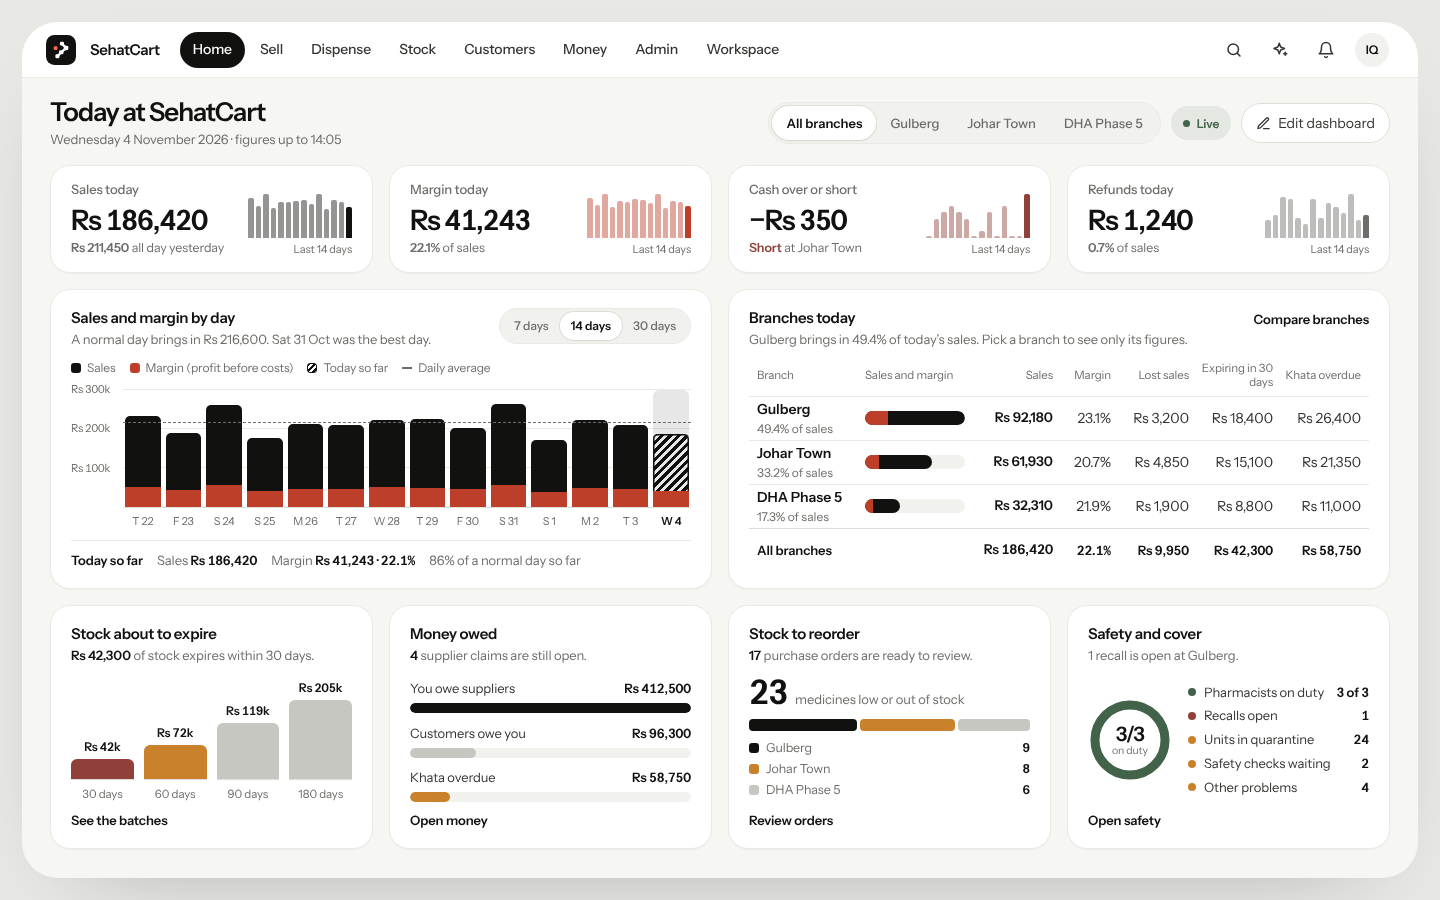 SehatCart Home Sell Dispense Stock Customers Money Admin Workspace IQ
Today at SehatCart
Wednesday 4 November 2026 · figures up to 14:05
All branches Gulberg Johar Town DHA Phase 5 Live Edit dashboard
Sales today
Rs 186,420
Rs 211,450 all day yesterday
Last 14 days
Margin today
Rs 41,243
22.1% of sales
Last 14 days
Cash over or short
−Rs 350
Short at Johar Town
Last 14 days
Refunds today
Rs 1,240
0.7% of sales
Last 14 days
Sales and margin by day
A normal day brings in Rs 216,600. Sat 31 Oct was the best day.
7 days 14 days 30 days
Sales Margin (profit before costs) Today so far Daily average
Rs 300k
Rs 200k
Rs 100k
T 22 F 23 S 24 S 25 M 26 T 27 W 28 T 29 F 30 S 31 S 1 M 2 T 3 W 4
Today so far Sales Rs 186,420 Margin Rs 41,243 · 22.1% 86% of a normal day so far
Branches today
Gulberg brings in 49.4% of today's sales. Pick a branch to see only its figures.
Compare branches
Branch Sales and margin Sales Margin Lost sales Expiring in 30 days Khata overdue
Gulberg
49.4% of sales
Rs 92,180 23.1% Rs 3,200 Rs 18,400 Rs 26,400
Johar Town
33.2% of sales
Rs 61,930 20.7% Rs 4,850 Rs 15,100 Rs 21,350
DHA Phase 5
17.3% of sales
Rs 32,310 21.9% Rs 1,900 Rs 8,800 Rs 11,000
All branches Rs 186,420 22.1% Rs 9,950 Rs 42,300 Rs 58,750
Stock about to expire
Rs 42,300 of stock expires within 30 days.
Rs 42k Rs 72k Rs 119k Rs 205k
30 days 60 days 90 days 180 days
See the batches
Money owed
4 supplier claims are still open.
You owe suppliers Rs 412,500
Customers owe you Rs 96,300
Khata overdue Rs 58,750
Open money
Stock to reorder
17 purchase orders are ready to review.
23 medicines low or out of stock
Gulberg 9
Johar Town 8
DHA Phase 5 6
Review orders
Safety and cover
1 recall is open at Gulberg.
3/3
on duty
Pharmacists on duty 3 of 3
Recalls open 1
Units in quarantine 24
Safety checks waiting 2
Other problems 4
Open safety